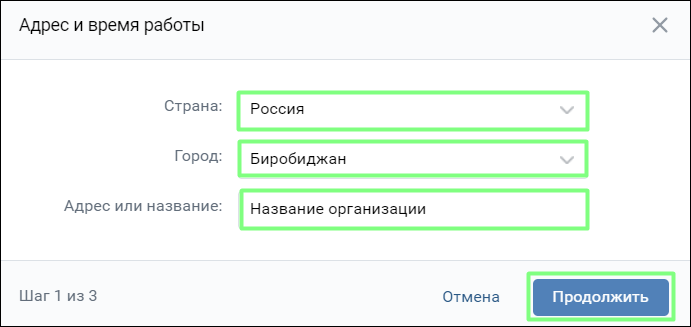 Адрес и время работы
Страна: Россия
Город: Биробиджан
Адрес или название: Название организации
Шаг 1 из 3 Отмена Продолжить